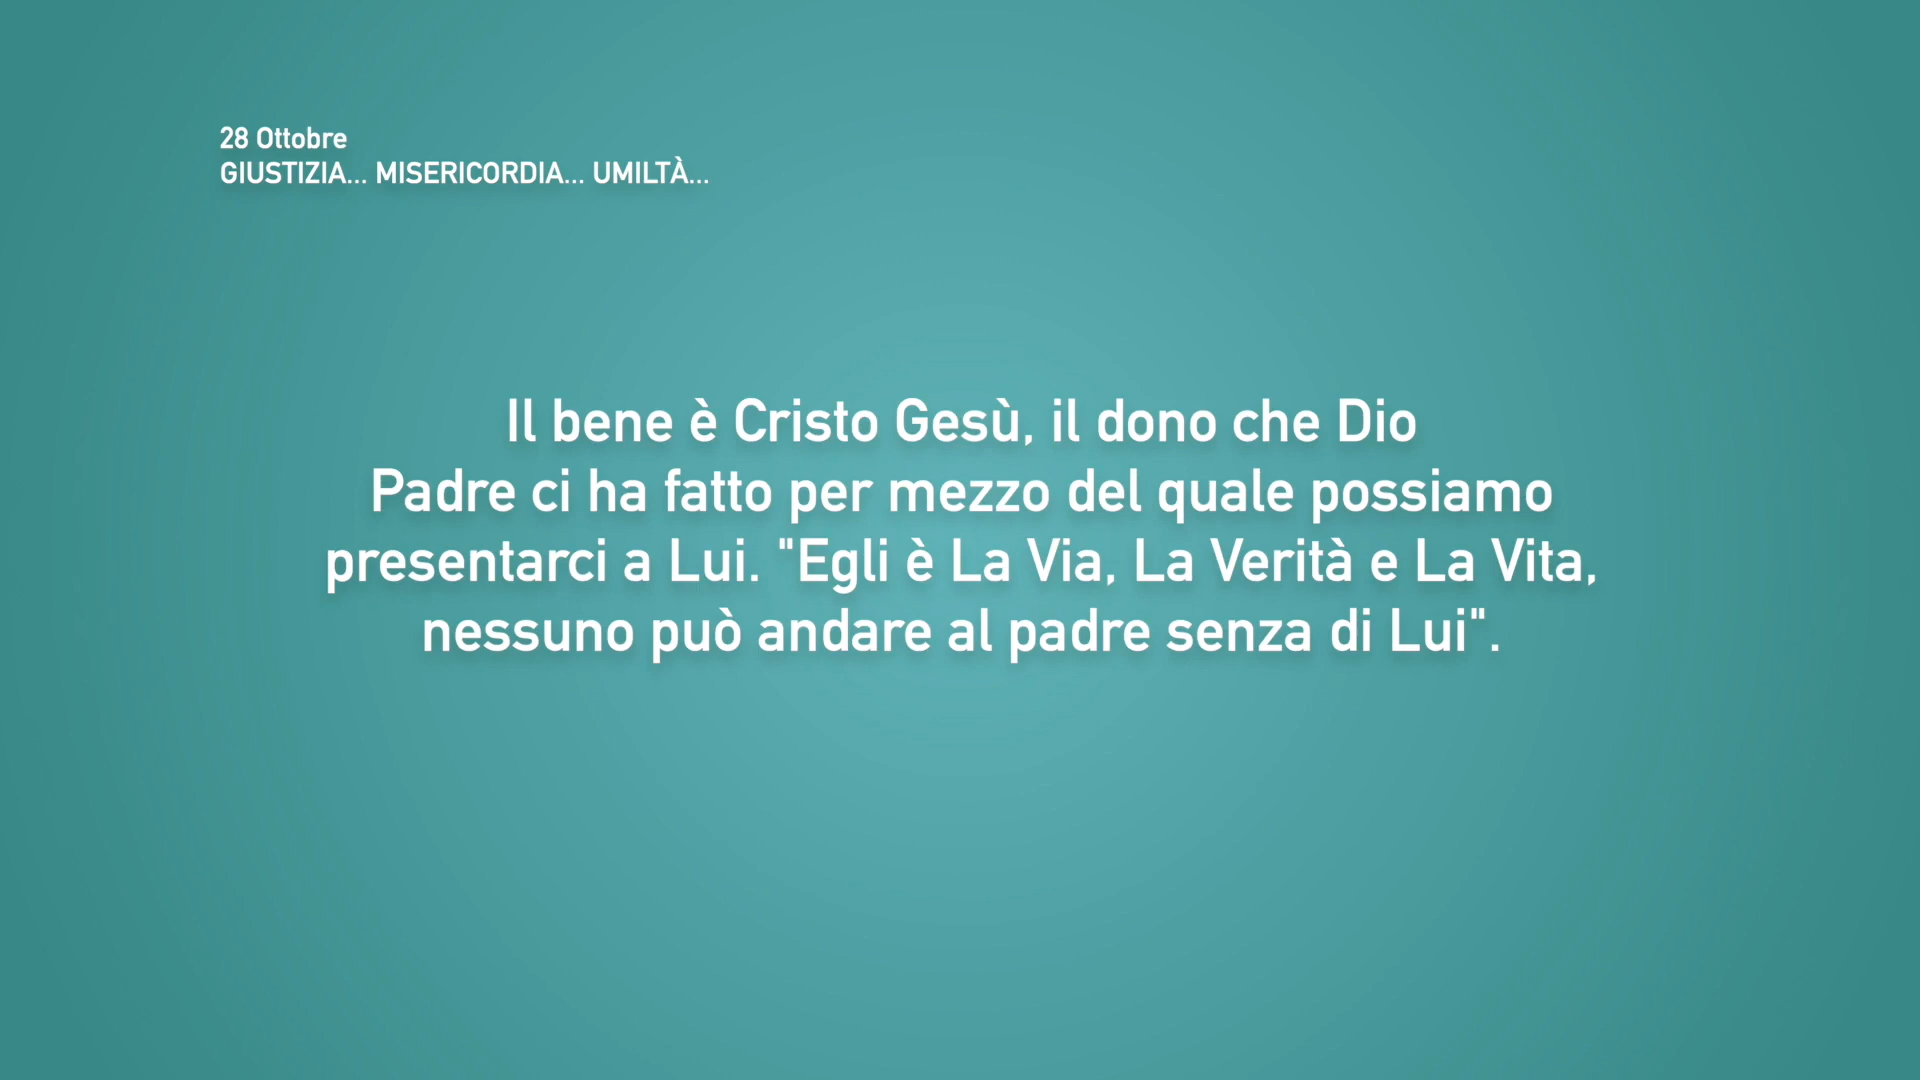 28 Ottobre
GIUSTIZIA... MISERICORDIA... UMILTÀ...
Il bene è Cristo Gesù, il dono che Dio
Padre ci ha fatto per mezzo del quale possiamo
presentarci a Lui. "Egli è La Via, La Verità e La Vita,
nessuno può andare al padre senza di Lui".